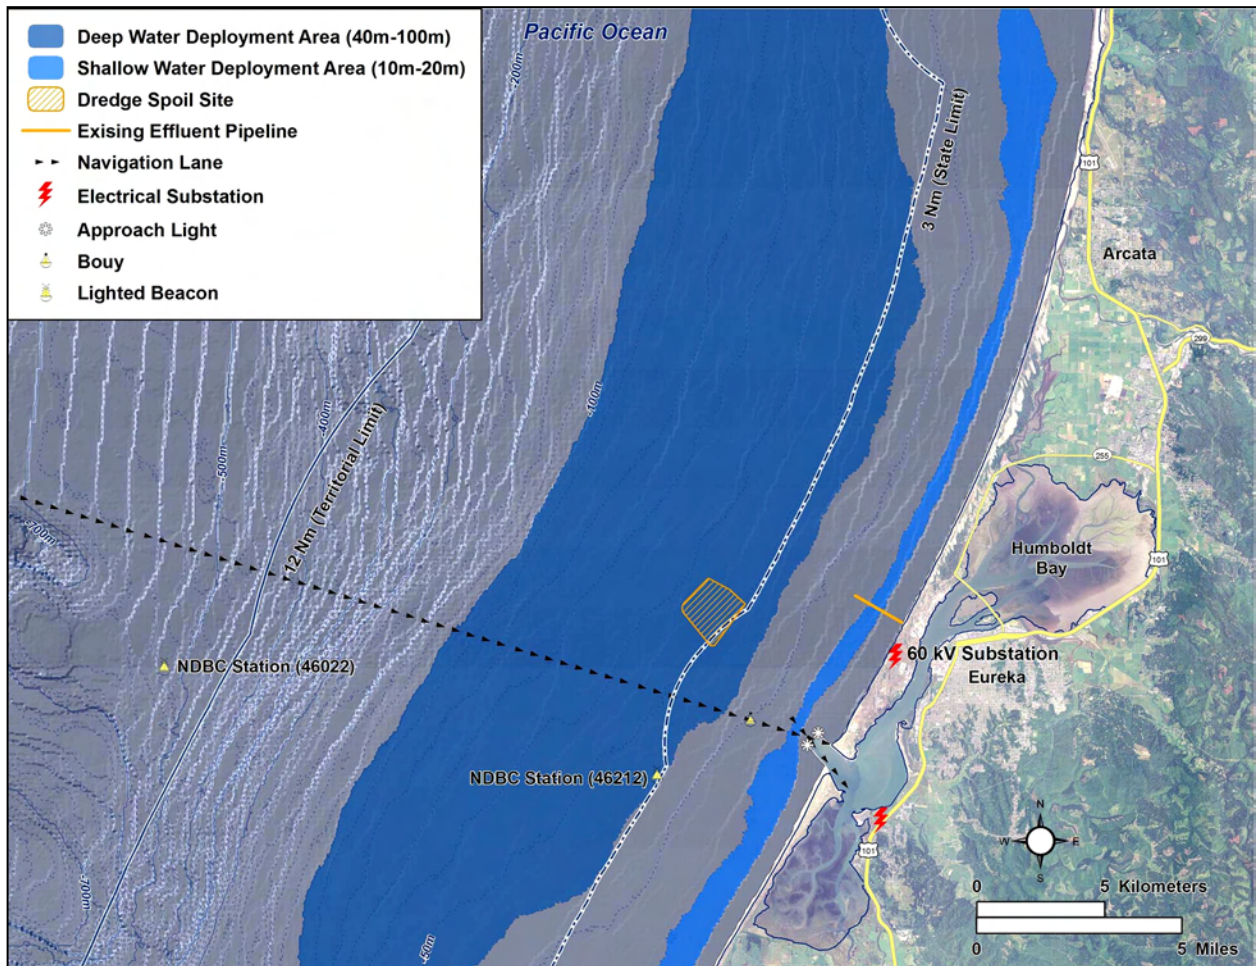 Deep Water Deployment Area (40m-100m)
Shallow Water Deployment Area (10m-20m)
Dredge Spoil Site
Exising Effluent Pipeline
Navigation Lane
Electrical Substation
Approach Light
Bouy
Lighted Beacon
Pacific Ocean
-200m
3 Nm (State Limit)
101
Arcata
299
-100m
-400m
12 Nm (Territorial Limit)
-500m
255
-700m
Humboldt
Bay
101
NDBC Station (46022)
60 kV Substation
Eureka
NDBC Station (46212)
101
N
W
E
S
-700m
-50m
0
5 Kilometers
0
5 Miles